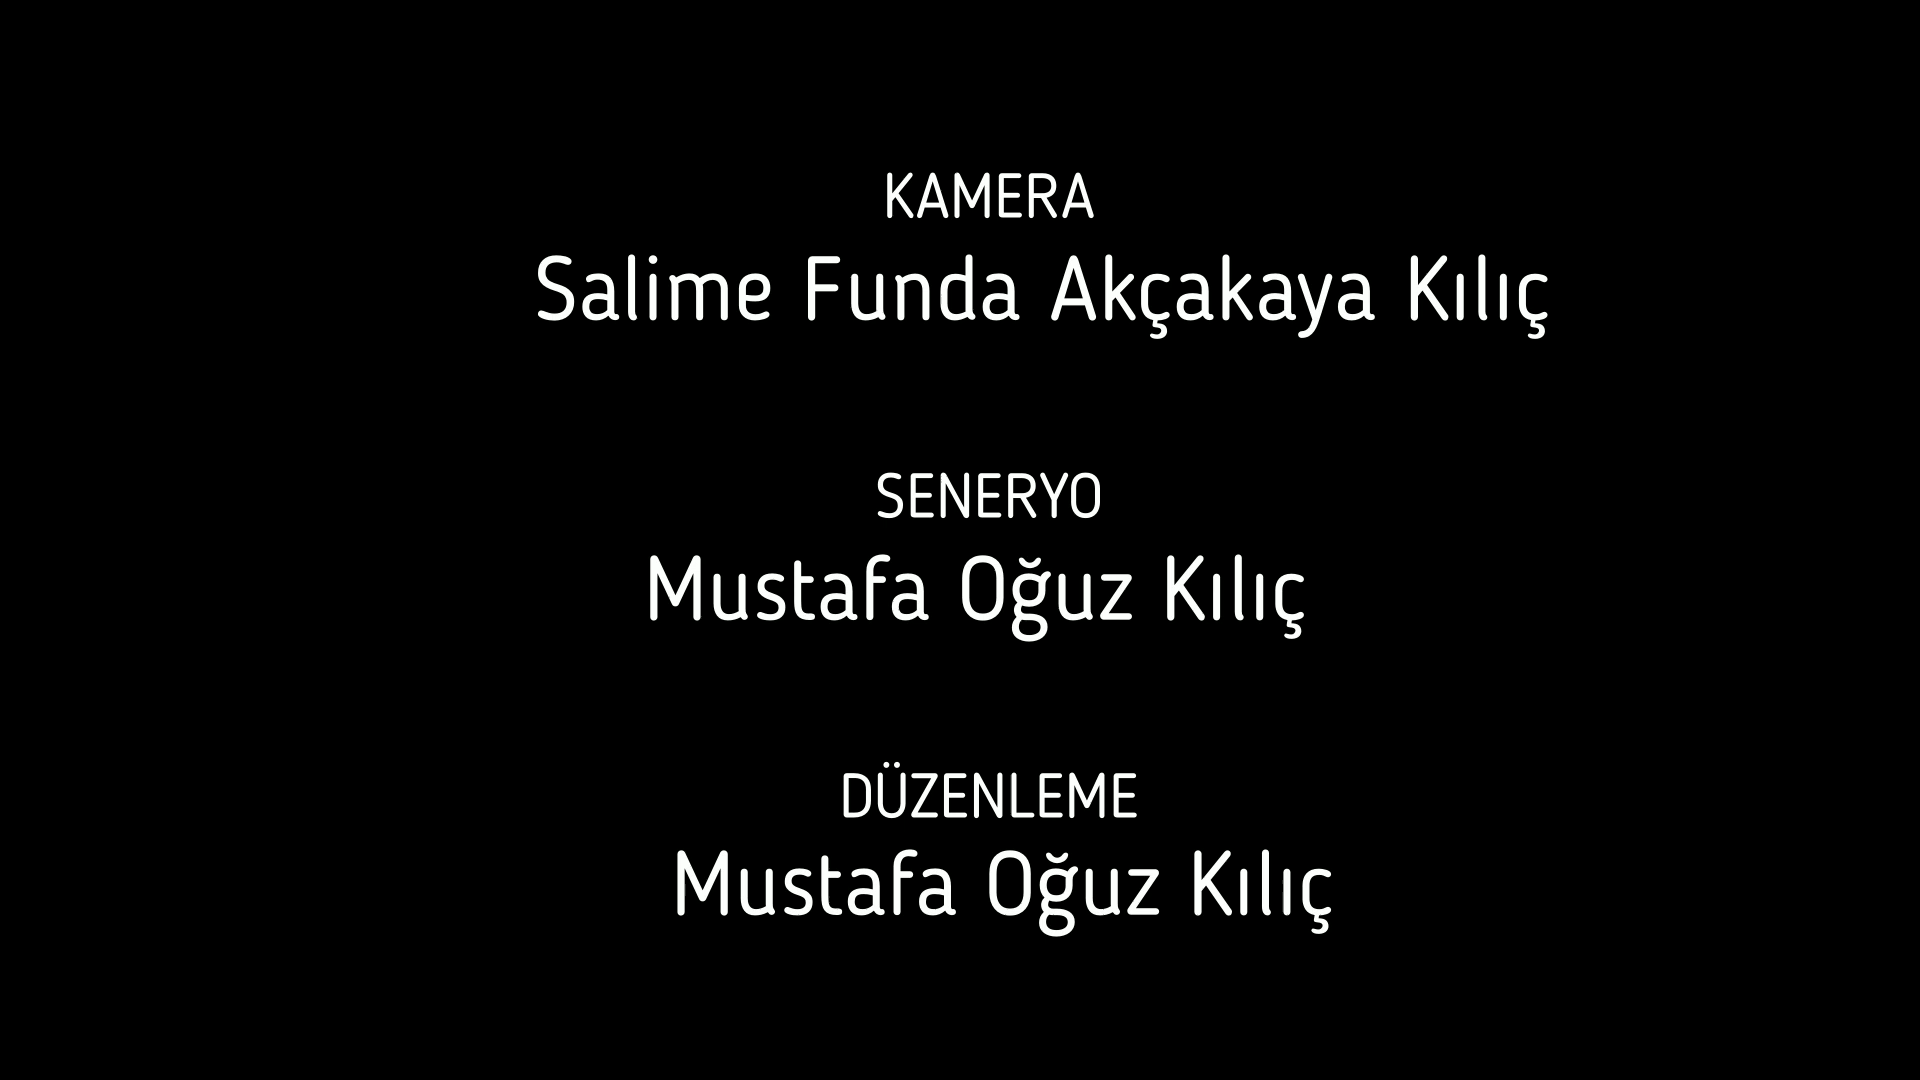 KAMERA
Salime Funda Akçakaya Kılıç
SENERYO
Mustafa Oğuz Kılıç
DÜZENLEME
Mustafa Oğuz Kılıç